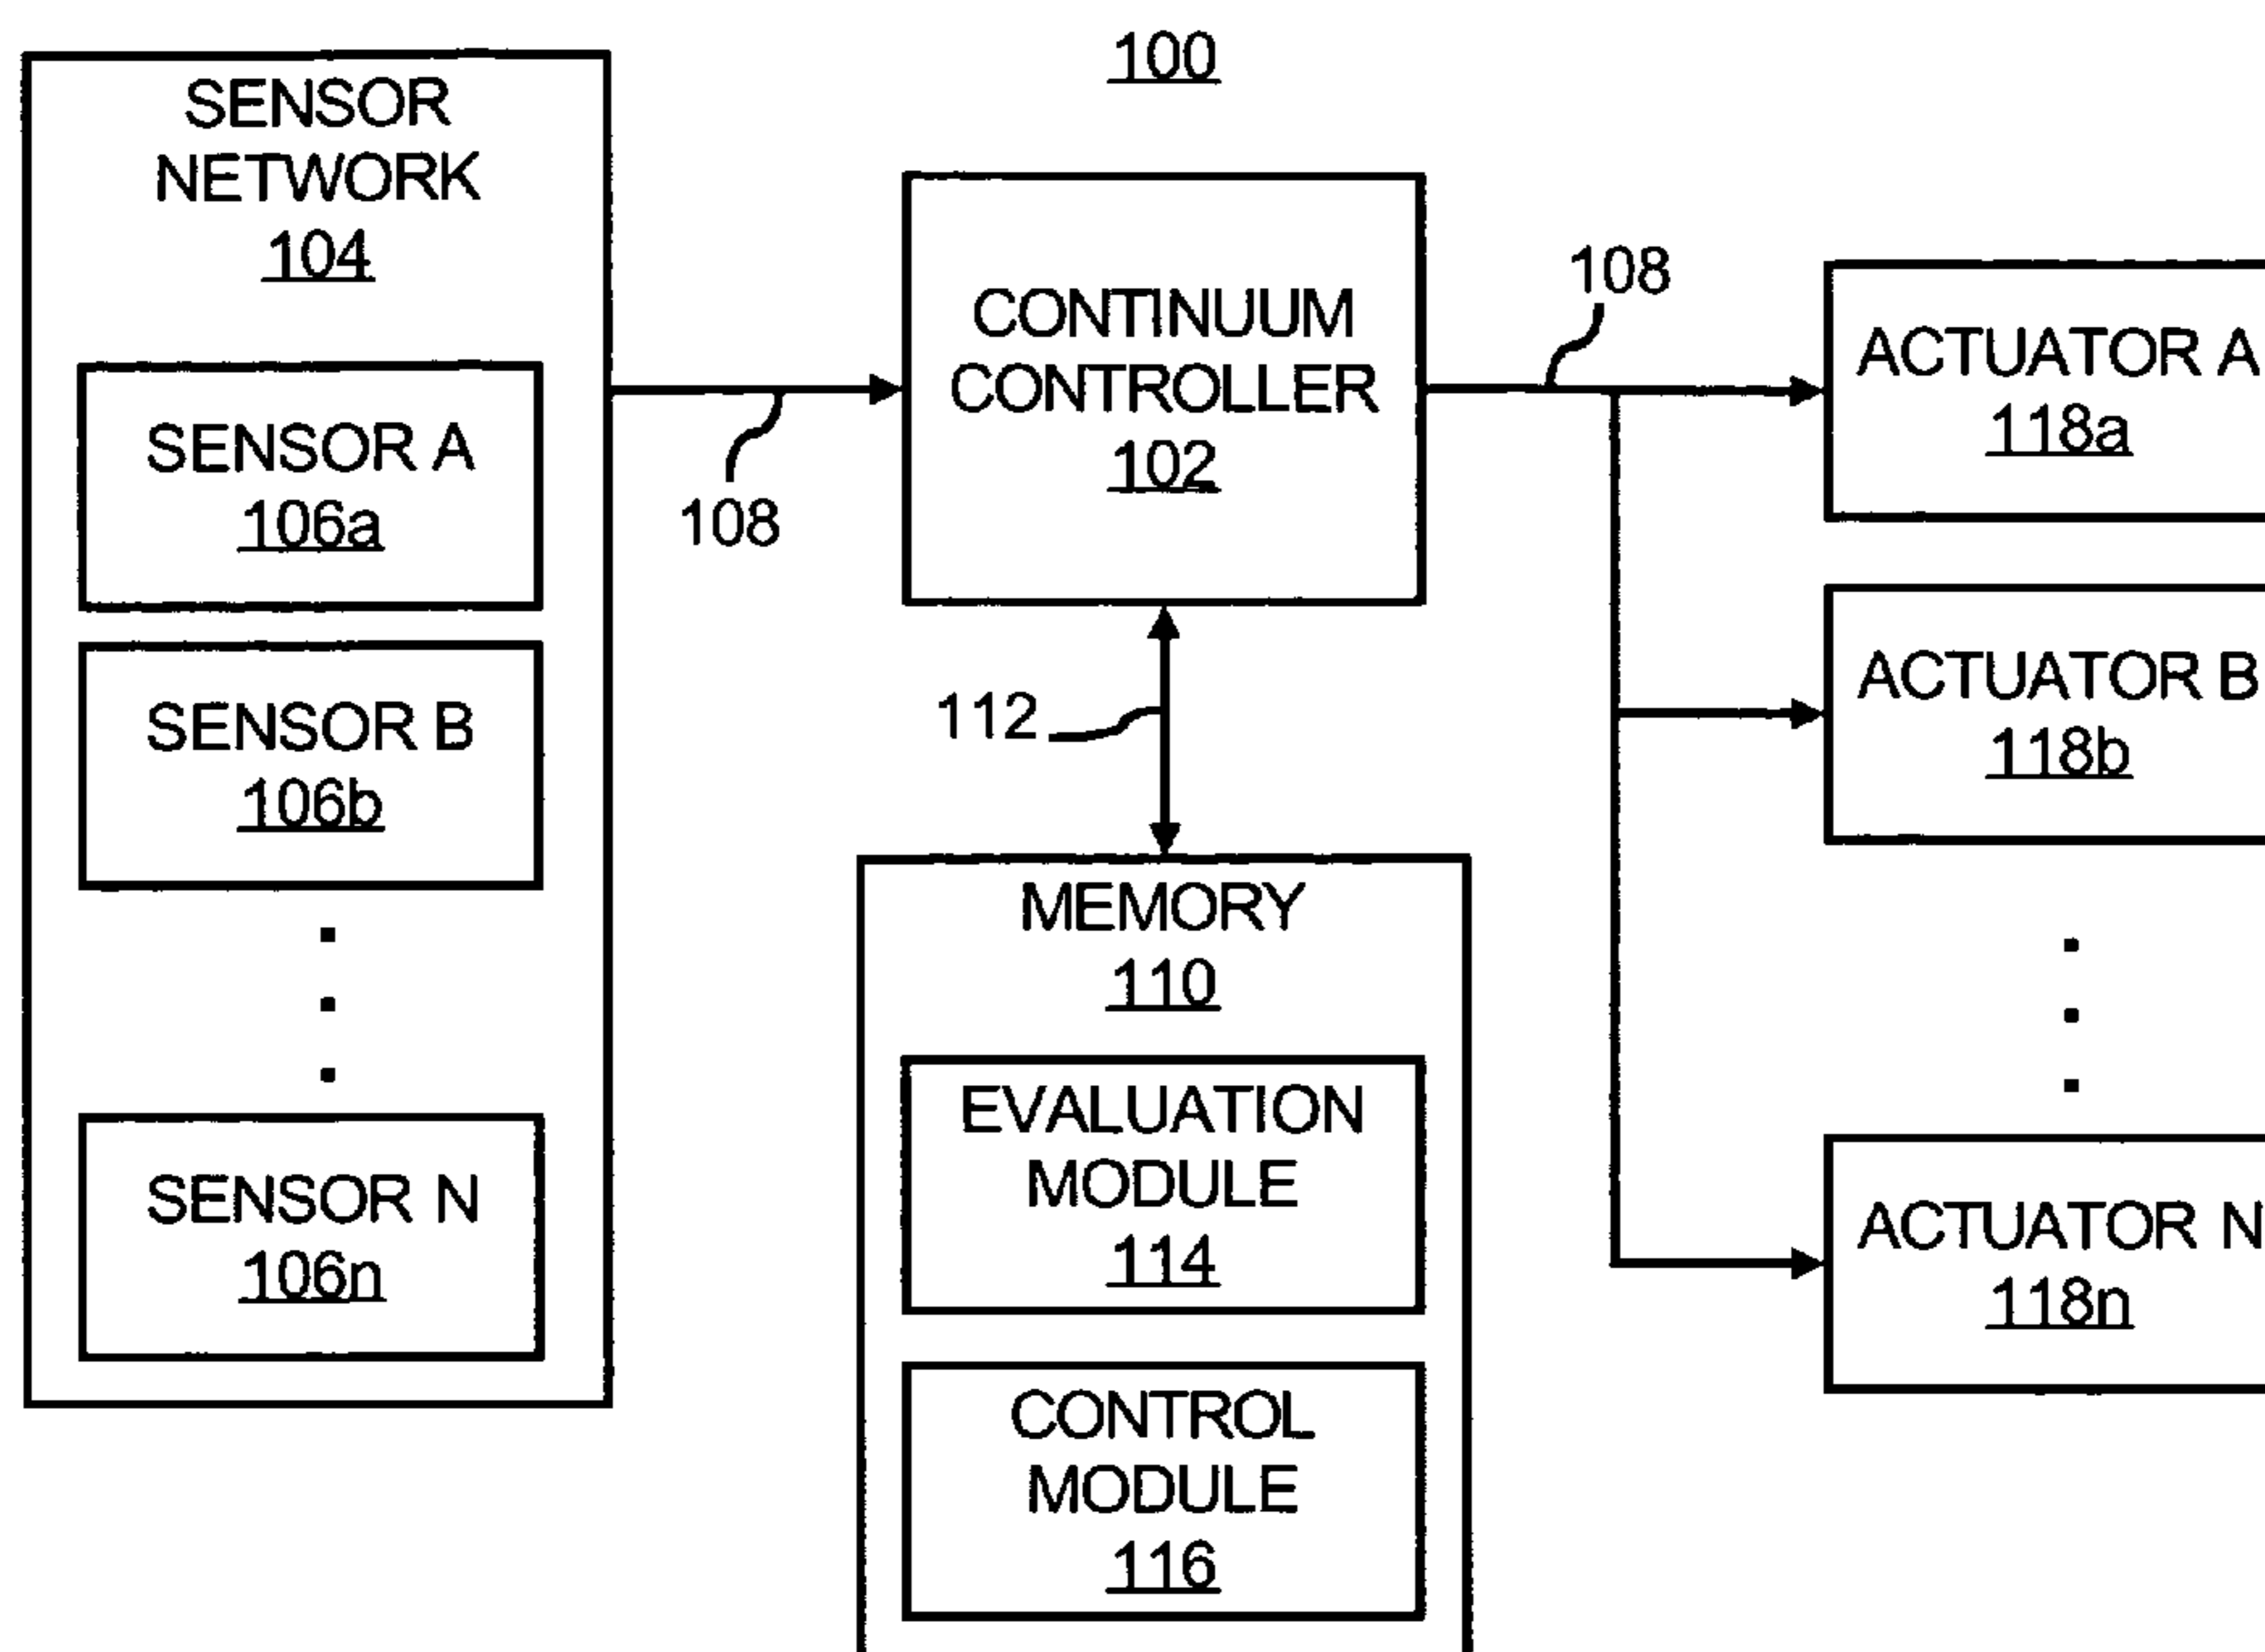 100
SENSOR
NETWORK
104
SENSOR A
106a
SENSOR B
106b
SENSOR N
106n
108
CONTINUUM
CONTROLLER
102
108
112
MEMORY
110
EVALUATION
MODULE
114
CONTROL
MODULE
116
ACTUATOR A
118a
ACTUATOR B
118b
ACTUATOR N
118n